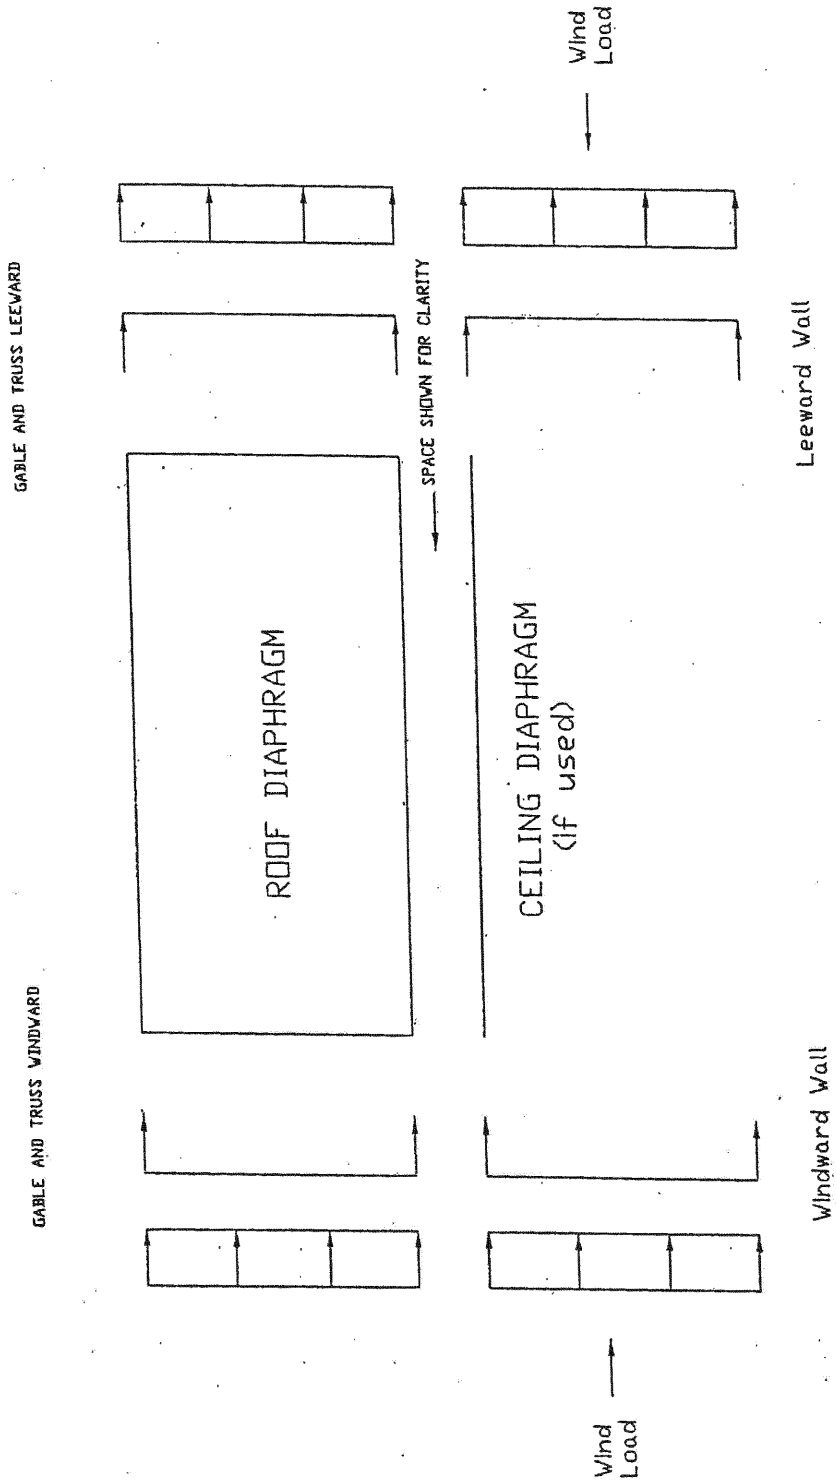 GABLE AND TRUSS WINDWARD
GABLE AND TRUSS LEEWARD
ROOF DIAPHRAGM
SPACE SHOWN FOR CLARITY
CEILING DIAPHRAGM
(if used)
Wind
Load
Wind
Load
Windward Wall
Leeward Wall